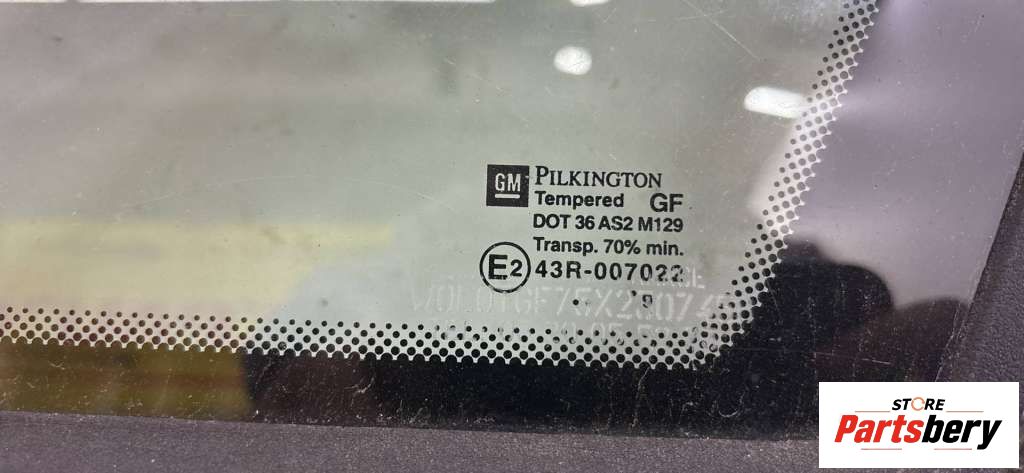 GM PILKINGTON
Tempered GF
DOT 36 AS2 M129
Transp. 70% min.
E2 43R-007022
STORE
Partsbery